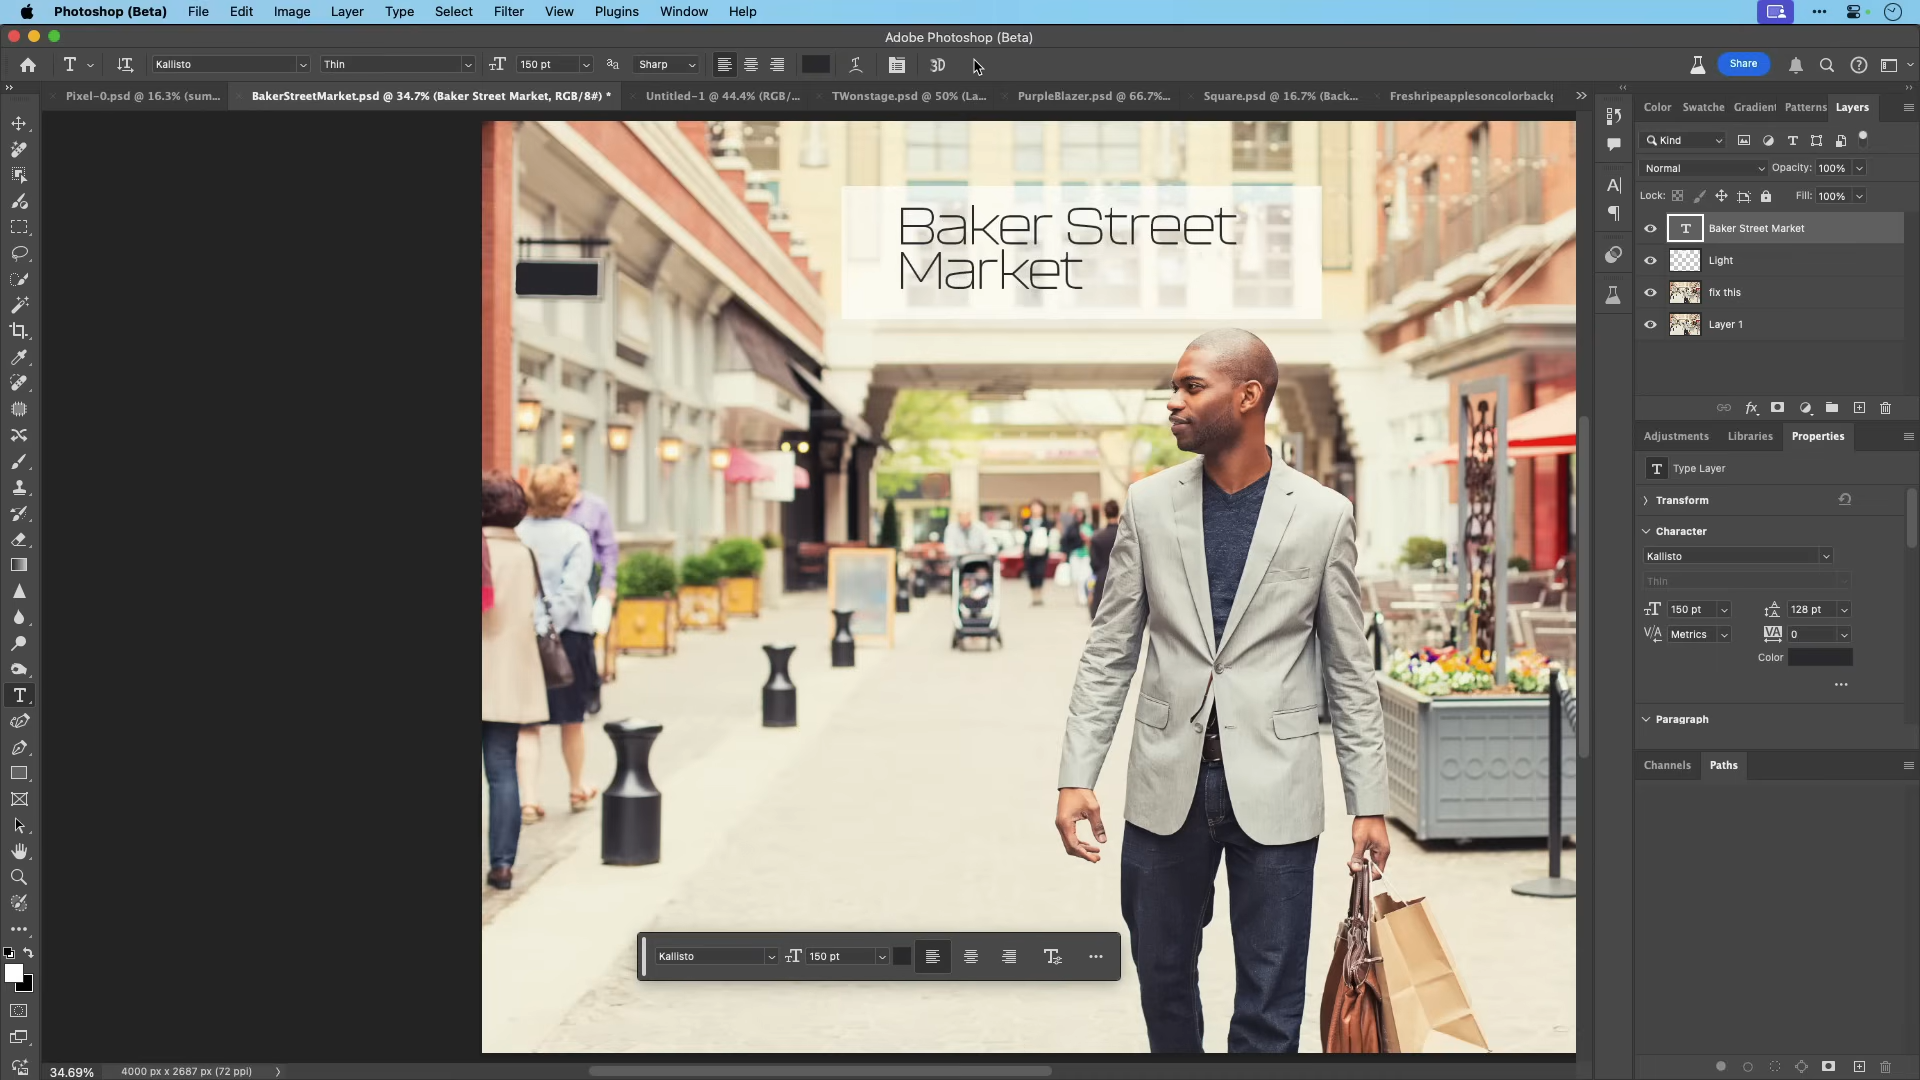 Photoshop (Beta) File Edit Image Layer Type Select Filter View Plugins Window Help
Adobe Photoshop (Beta)
Kallisto Thin 150 pt Sharp 3D Share
Pixel-0.psd @ 16.3% (sum... BakerStreetMarket.psd @ 34.7% (Baker Street Market, RGB/8#) * Untitled-1 @ 44.4% (RGB/... TWonstage.psd @ 50% (La... PurpleBlazer.psd @ 66.7%... Square.psd @ 16.7% (Back... Freshripeapplesoncolorbackg
Color Swatche Gradient Patterns Layers
Kind
Normal Opacity: 100%
Lock: Fill: 100%
Baker Street Market
Light
fix this
Layer 1
Baker Street
Market
Adjustments Libraries Properties
Type Layer
Transform
Character
Kallisto
Thin
150 pt 128 pt
Metrics 0
Color
Paragraph
Channels Paths
Kallisto 150 pt
34.69% 4000 px x 2687 px (72 ppi)